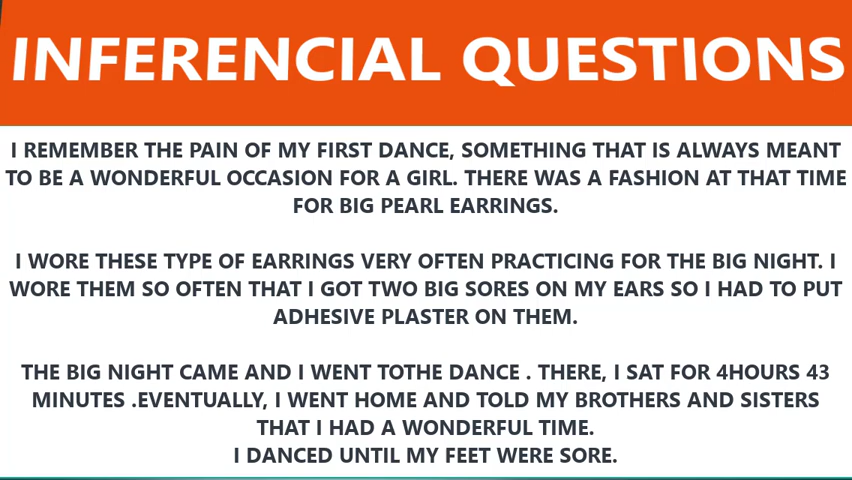 INFERENCIAL QUESTIONS
I REMEMBER THE PAIN OF MY FIRST DANCE, SOMETHING THAT IS ALWAYS MEANT
TO BE A WONDERFUL OCCASION FOR A GIRL. THERE WAS A FASHION AT THAT TIME
FOR BIG PEARL EARRINGS.
I WORE THESE TYPE OF EARRINGS VERY OFTEN PRACTICING FOR THE BIG NIGHT. I
WORE THEM SO OFTEN THAT I GOT TWO BIG SORES ON MY EARS SO I HAD TO PUT
ADHESIVE PLASTER ON THEM.
THE BIG NIGHT CAME AND I WENT TOTHE DANCE . THERE, I SAT FOR 4HOURS 43
MINUTES .EVENTUALLY, I WENT HOME AND TOLD MY BROTHERS AND SISTERS
THAT I HAD A WONDERFUL TIME.
I DANCED UNTIL MY FEET WERE SORE.